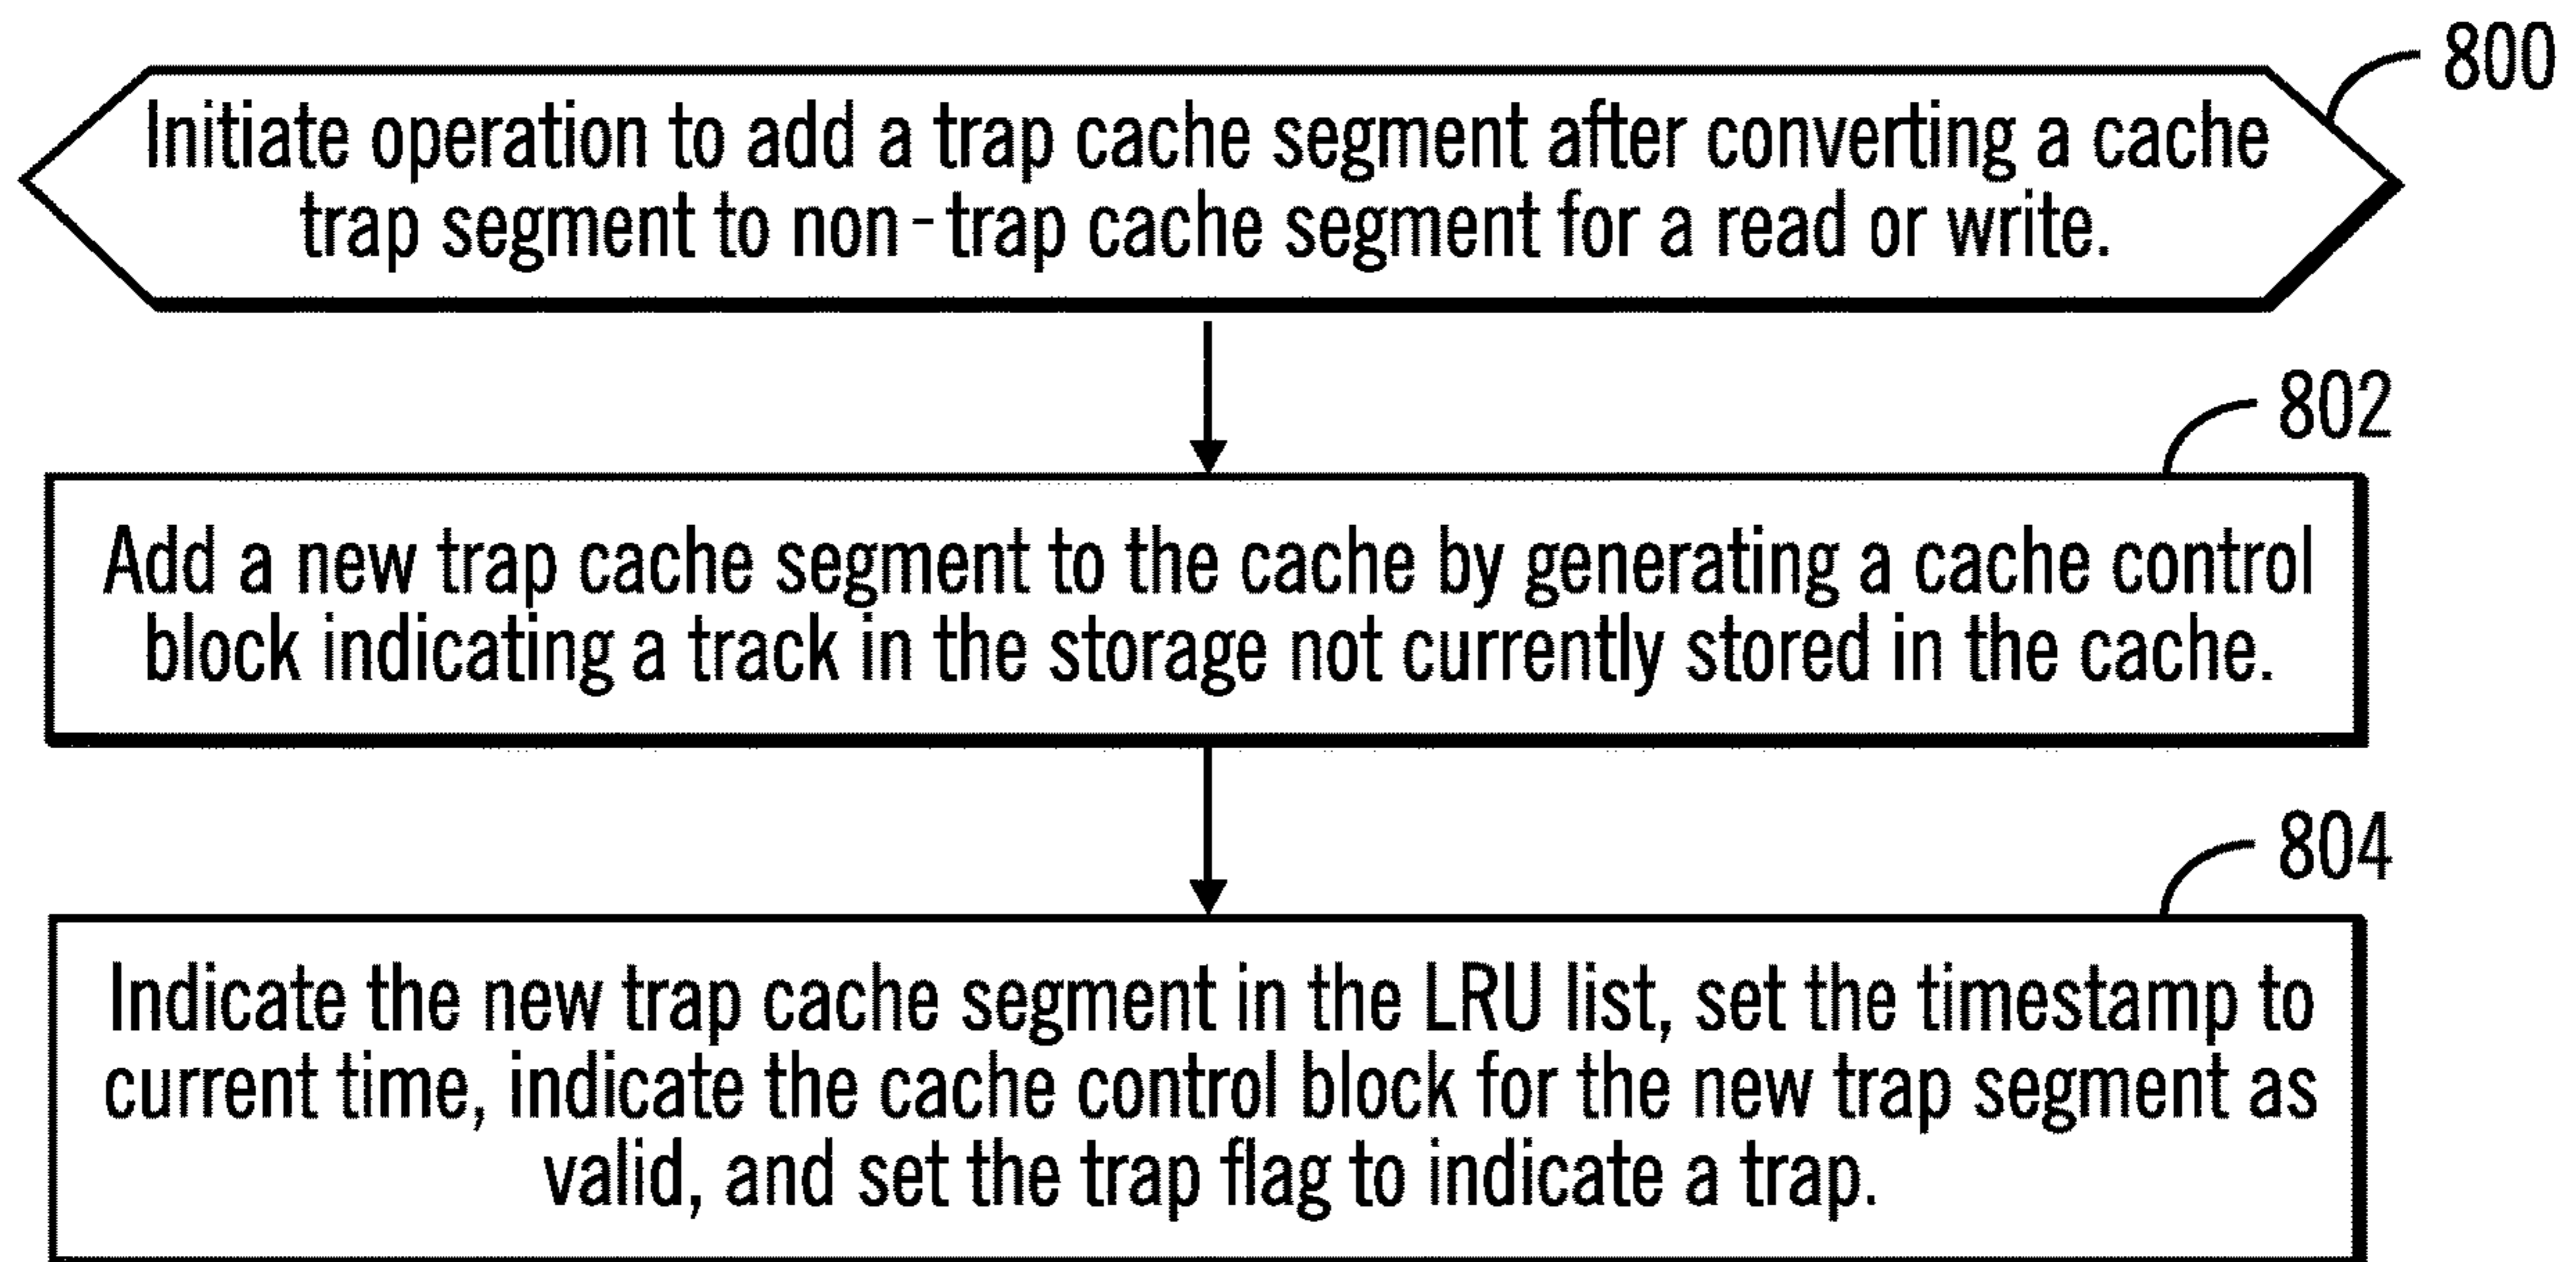 800
Initiate operation to add a trap cache segment after converting a cache
trap segment to non-trap cache segment for a read or write.
802
Add a new trap cache segment to the cache by generating a cache control
block indicating a track in the storage not currently stored in the cache.
804
Indicate the new trap cache segment in the LRU list, set the timestamp to
current time, indicate the cache control block for the new trap segment as
valid, and set the trap flag to indicate a trap.